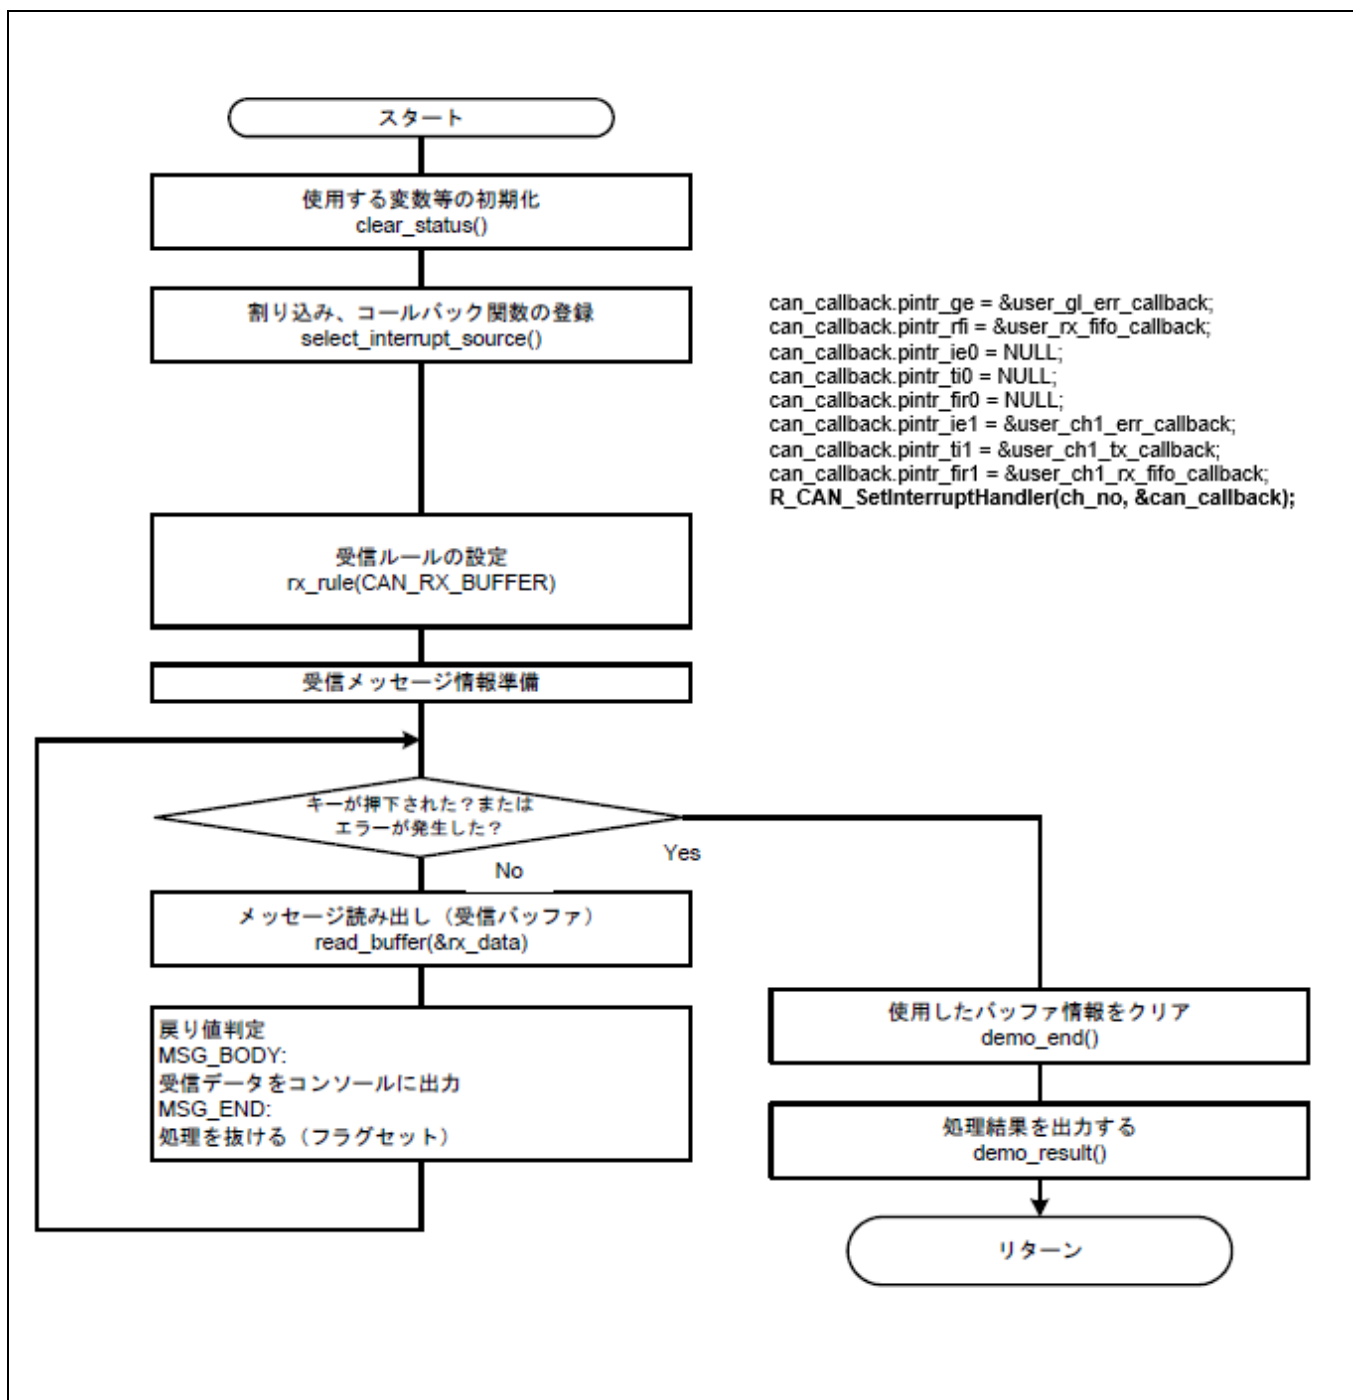 スタート
使用する変数等の初期化
clear_status()
割り込み、コールバック関数の登録
select_interrupt_source()
can_callback.pintr_ge = &user_gl_err_callback;
can_callback.pintr_rfi = &user_rx_fifo_callback;
can_callback.pintr_ie0 = NULL;
can_callback.pintr_ti0 = NULL;
can_callback.pintr_fir0 = NULL;
can_callback.pintr_ie1 = &user_ch1_err_callback;
can_callback.pintr_ti1 = &user_ch1_tx_callback;
can_callback.pintr_fir1 = &user_ch1_rx_fifo_callback;
R_CAN_SetInterruptHandler(ch_no, &can_callback);
受信ルールの設定
rx_rule(CAN_RX_BUFFER)
受信メッセージ情報準備
キーが押下された？または
エラーが発生した？
Yes
No
メッセージ読み出し（受信バッファ）
read_buffer(&rx_data)
戻り値判定
MSG_BODY:
受信データをコンソールに出力
MSG_END:
処理を抜ける（フラグセット）
使用したバッファ情報をクリア
demo_end()
処理結果を出力する
demo_result()
リターン